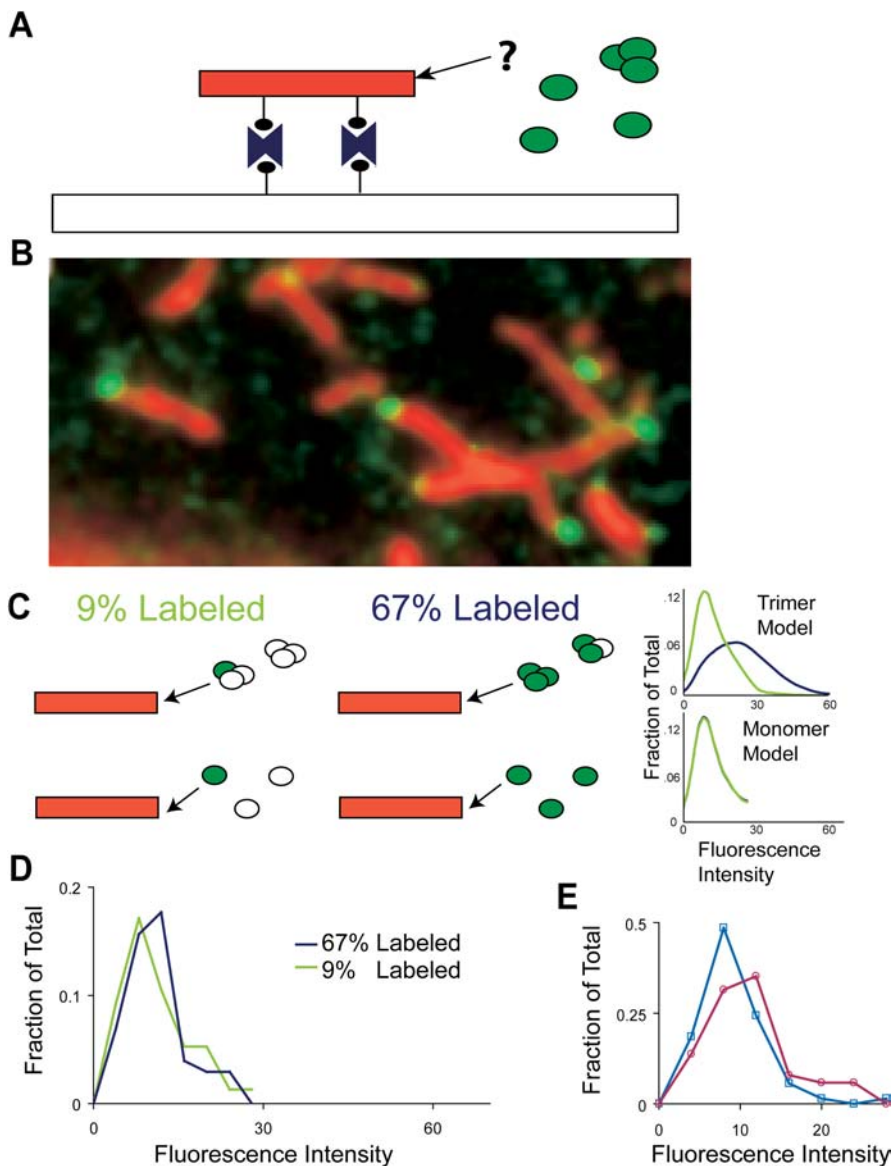 A
?
B
C
9% Labeled
67% Labeled
.12
.06
0
0
30
60
Trimer
Model
.12
.06
0
0
30
60
Monomer
Model
Fraction of Total
Fluorescence
Intensity
D
0.2
0.1
0
0
30
60
67% Labeled
9% Labeled
Fraction of Total
Fluorescence Intensity
E
0.5
0.25
0
0
10
20
Fraction of Total
Fluorescence Intensity